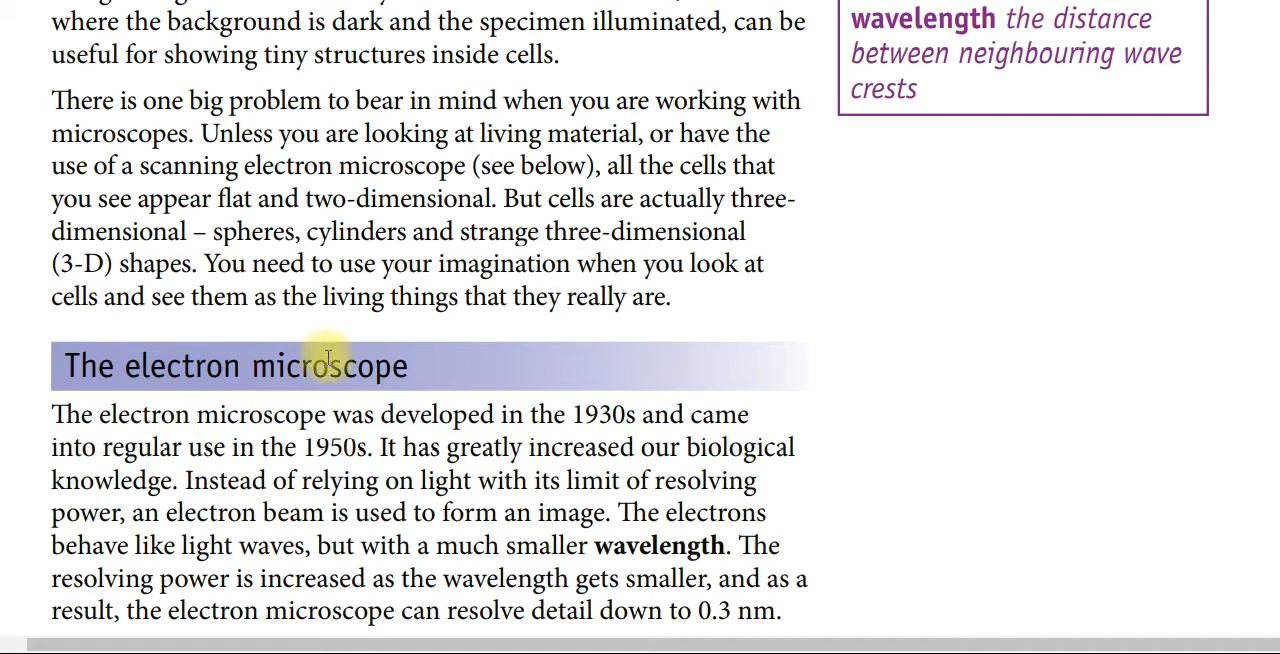 where the background is dark and the specimen illuminated, can be
useful for showing tiny structures inside cells.
There is one big problem to bear in mind when you are working with
microscopes. Unless you are looking at living material, or have the
use of a scanning electron microscope (see below), all the cells that
you see appear flat and two-dimensional. But cells are actually three-
dimensional – spheres, cylinders and strange three-dimensional
(3-D) shapes. You need to use your imagination when you look at
cells and see them as the living things that they really are.
The electron microscope
The electron microscope was developed in the 1930s and came
into regular use in the 1950s. It has greatly increased our biological
knowledge. Instead of relying on light with its limit of resolving
power, an electron beam is used to form an image. The electrons
behave like light waves, but with a much smaller wavelength. The
resolving power is increased as the wavelength gets smaller, and as a
result, the electron microscope can resolve detail down to 0.3 nm.
wavelength the distance
between neighbouring wave
crests